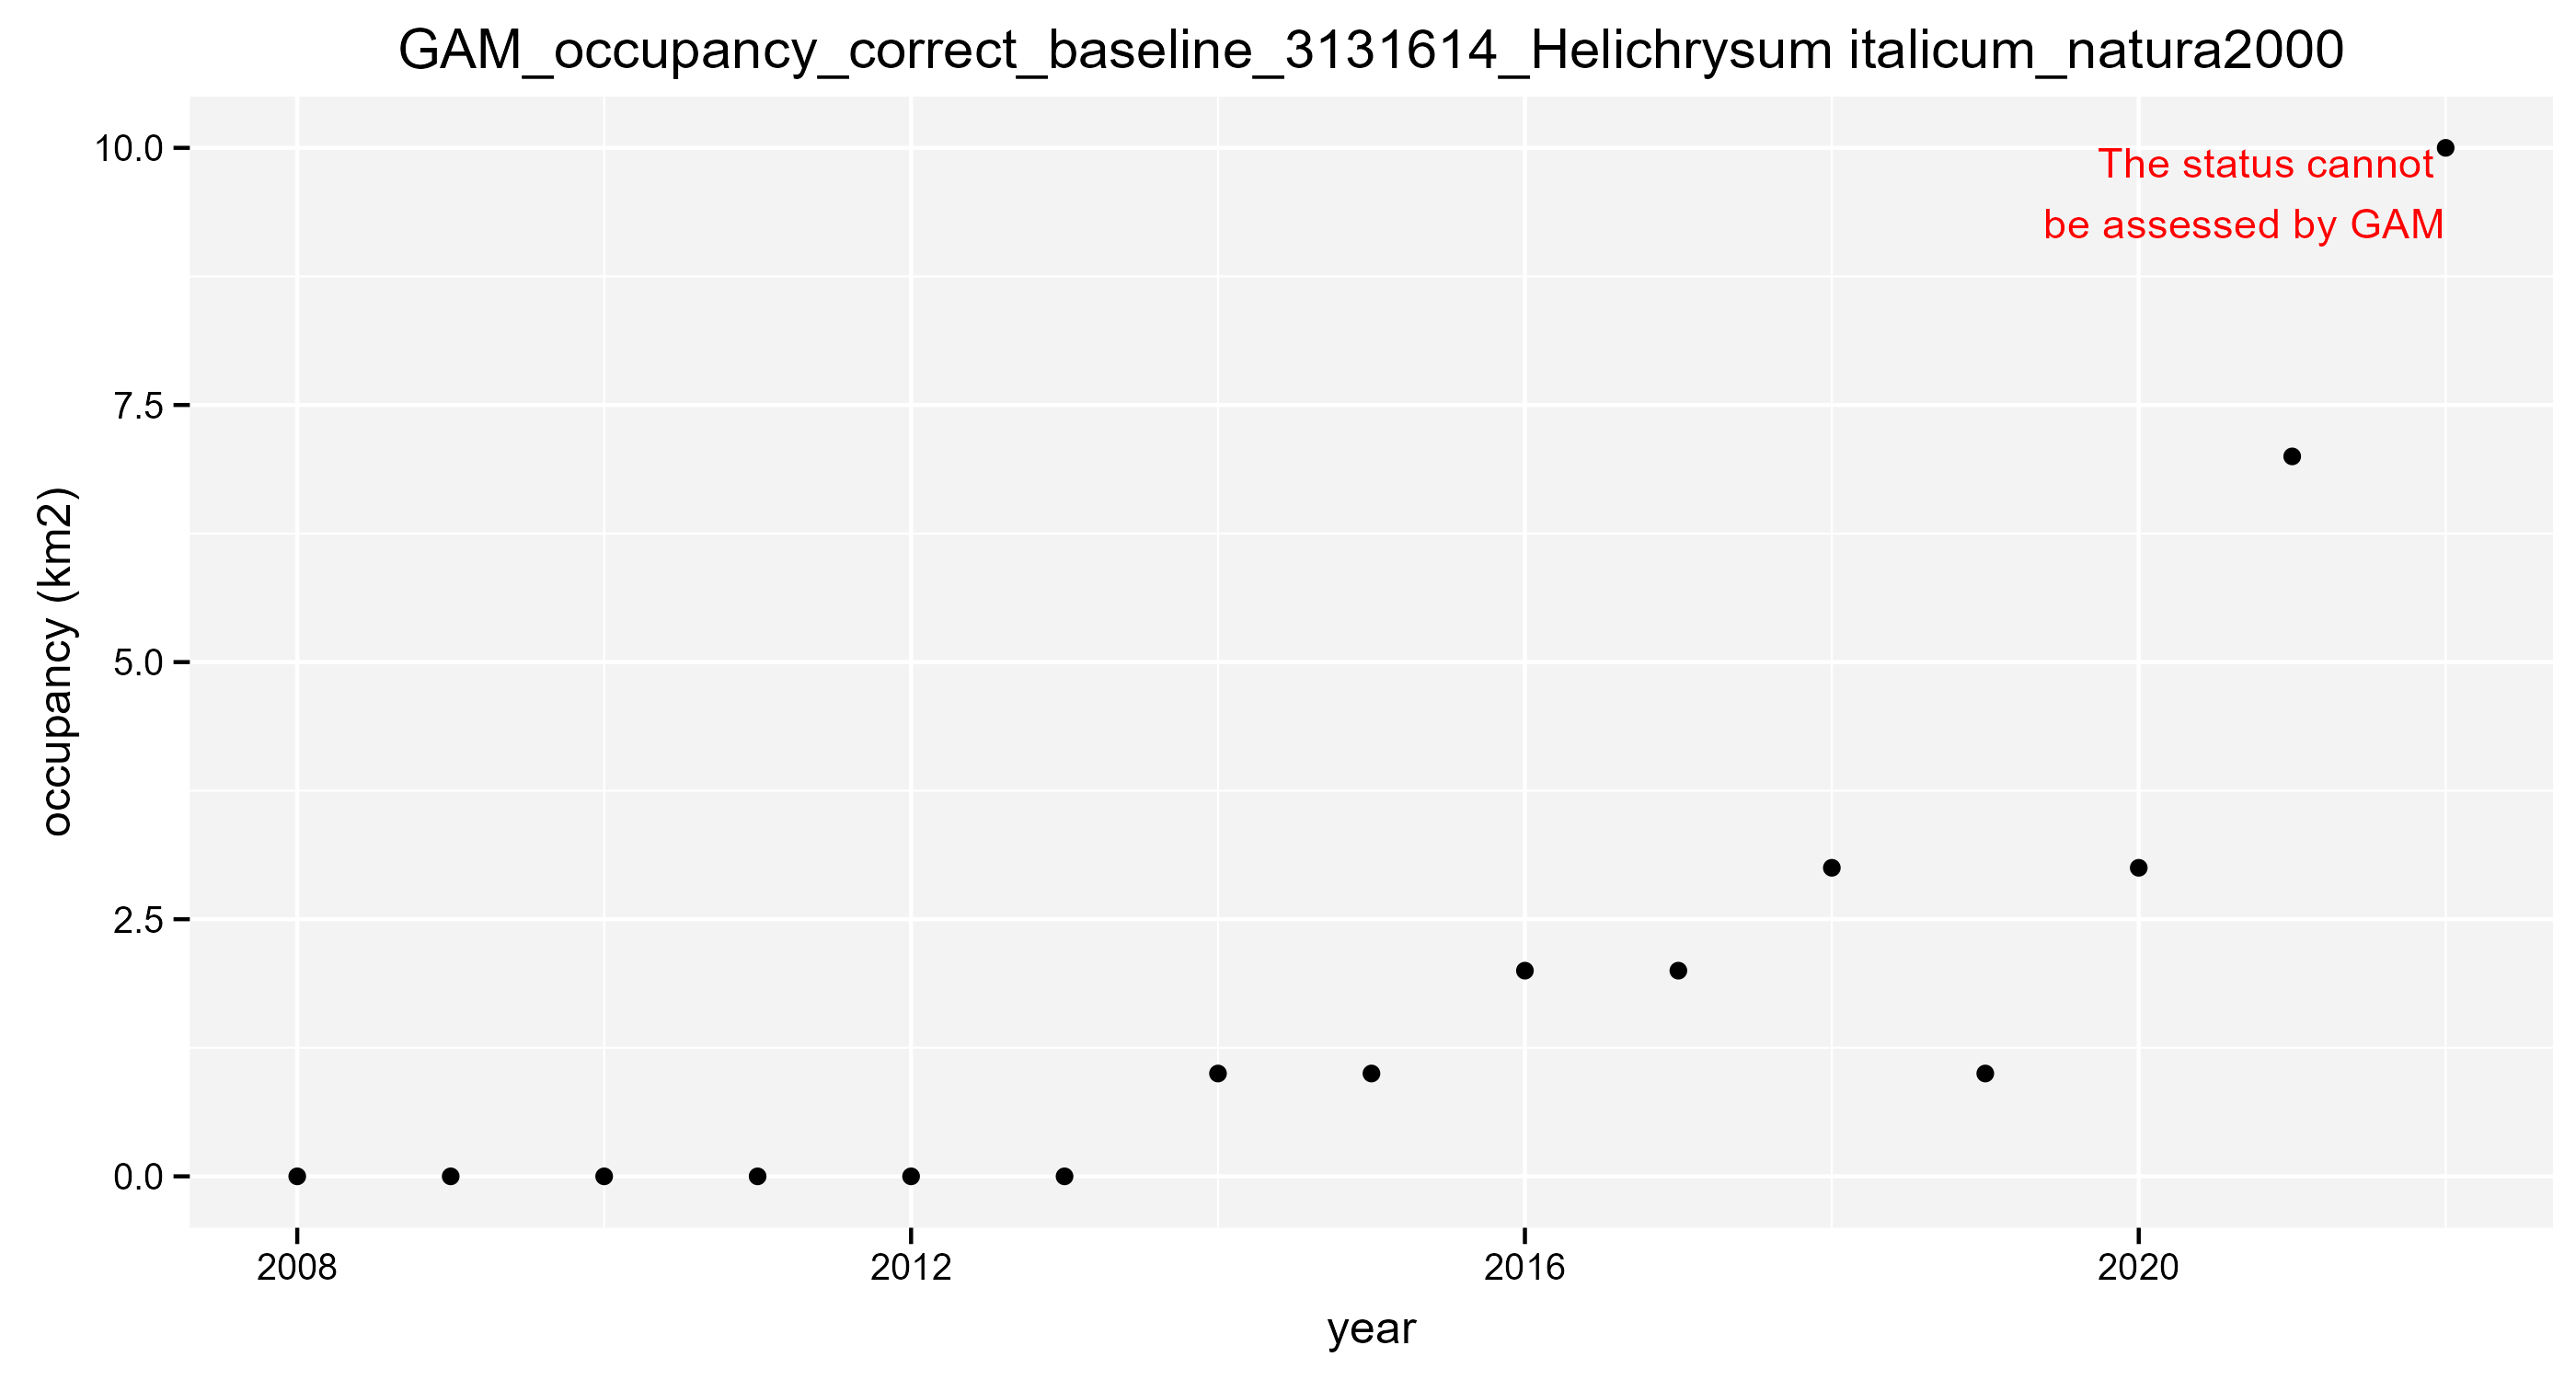 GAM_occupancy_correct_baseline_3131614_Helichrysum italicum_natura2000
10.0
The status cannot
be assessed by GAM
7.5
5.0
2.5
0.0
occupancy (km2)
2008
2012
2016
2020
year